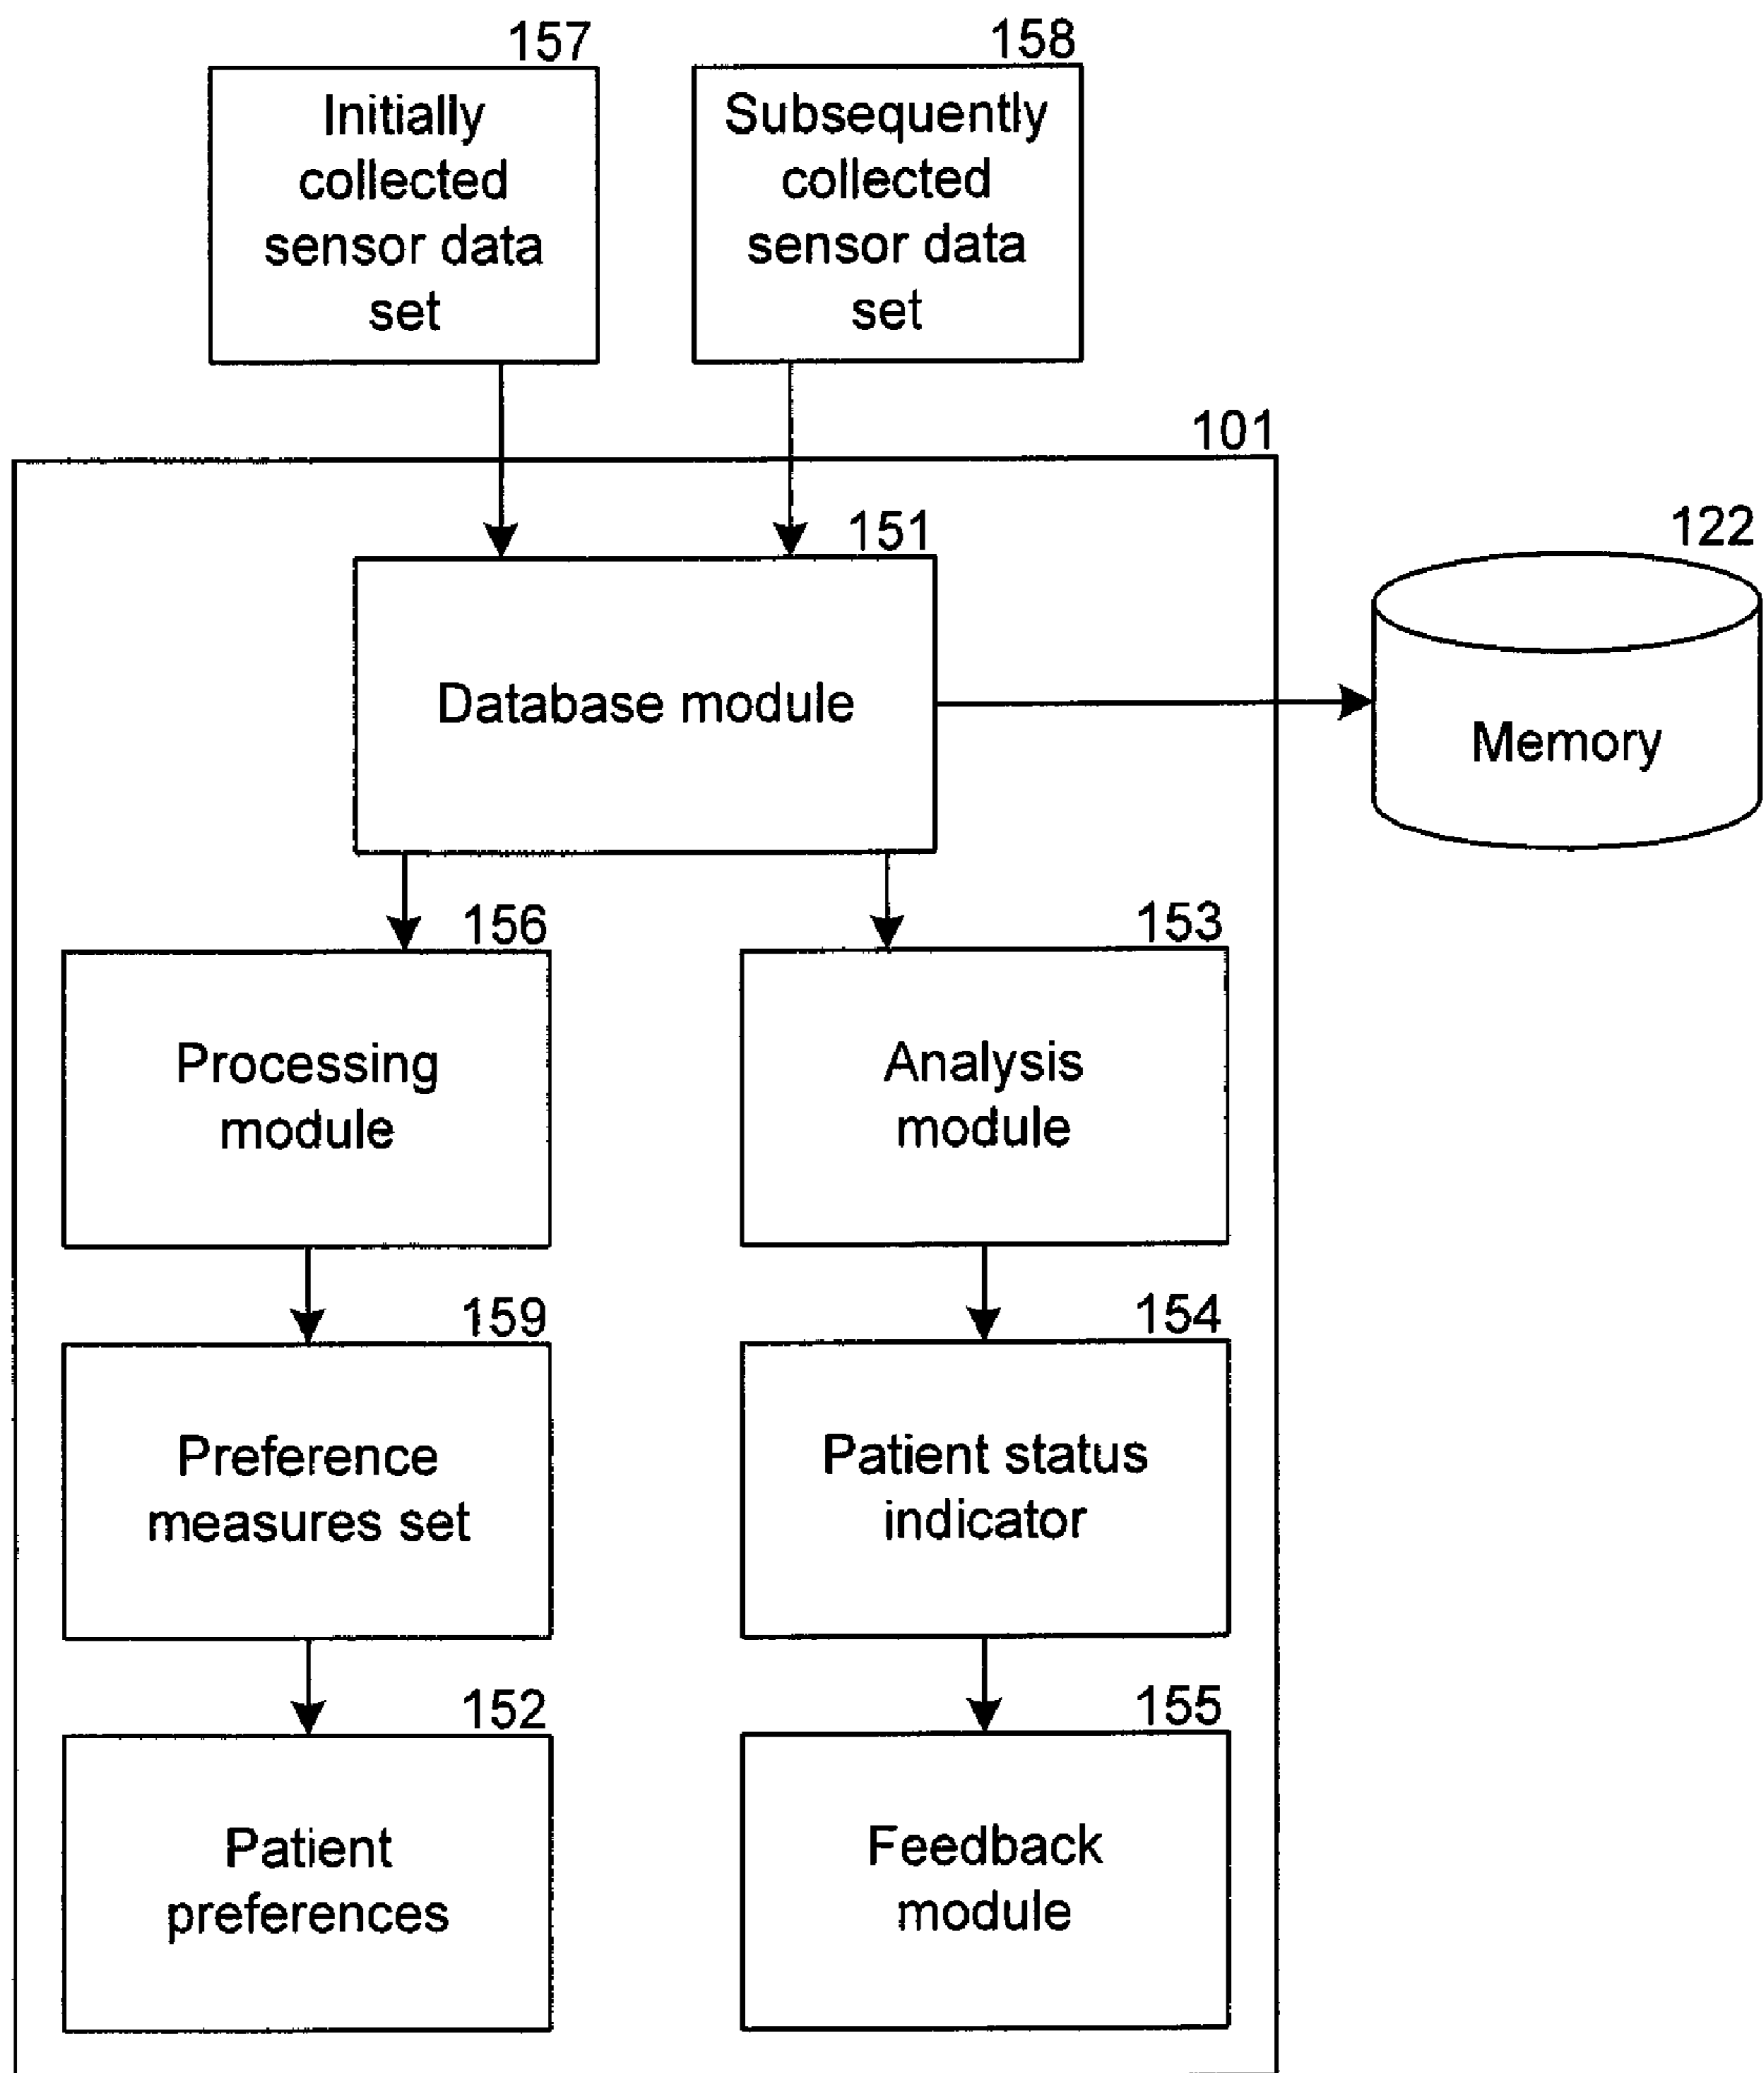 157
Initially
collected
sensor data
set
158
Subsequently
collected
sensor data
set
101
151
Database module
122
Memory
156
Processing
module
153
Analysis
module
159
Preference
measures set
154
Patient status
indicator
152
Patient
preferences
155
Feedback
module